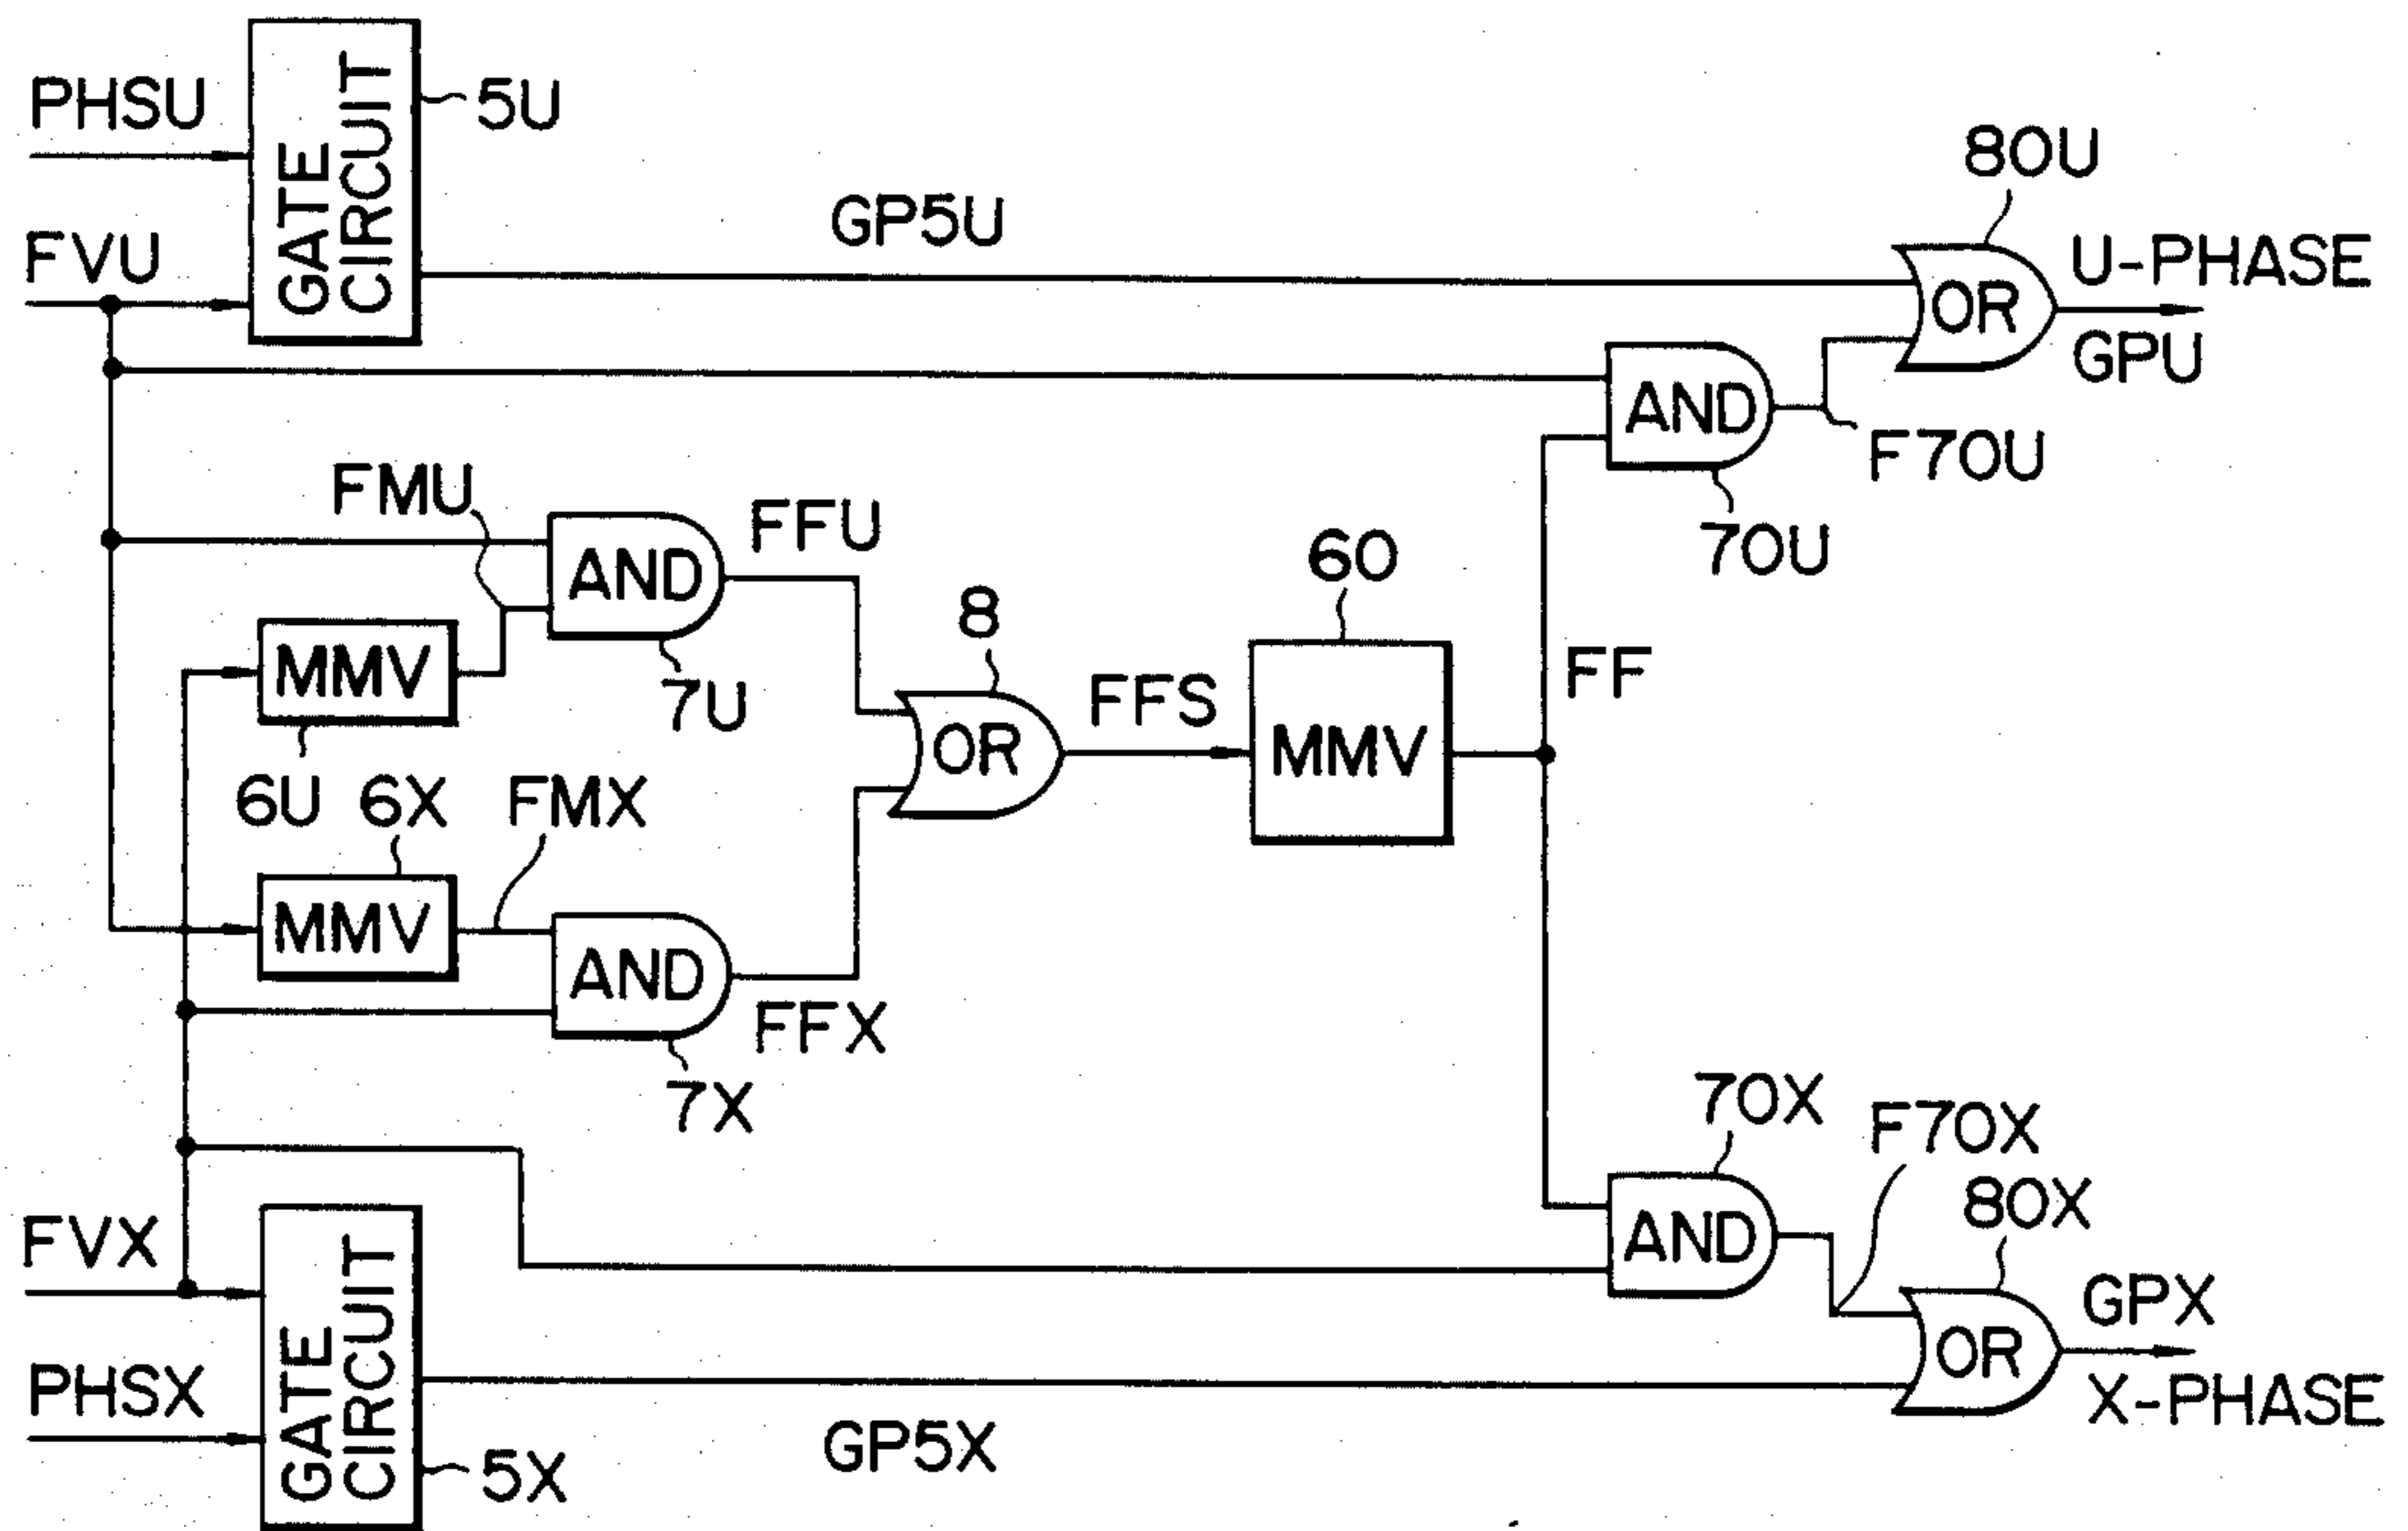 PHSU
GATE
CIRCUIT
5U
FVU
GP5U
80U
OR
U-PHASE
GPU
AND
F70U
70U
FMU
AND
FFU
7U
MMV
6U
6X
FMX
MMV
AND
FFX
7X
8
OR
FFS
60
MMV
FF
70X
F70X
80X
AND
OR
GPX
X-PHASE
FVX
PHSX
GATE
CIRCUIT
5X
GP5X